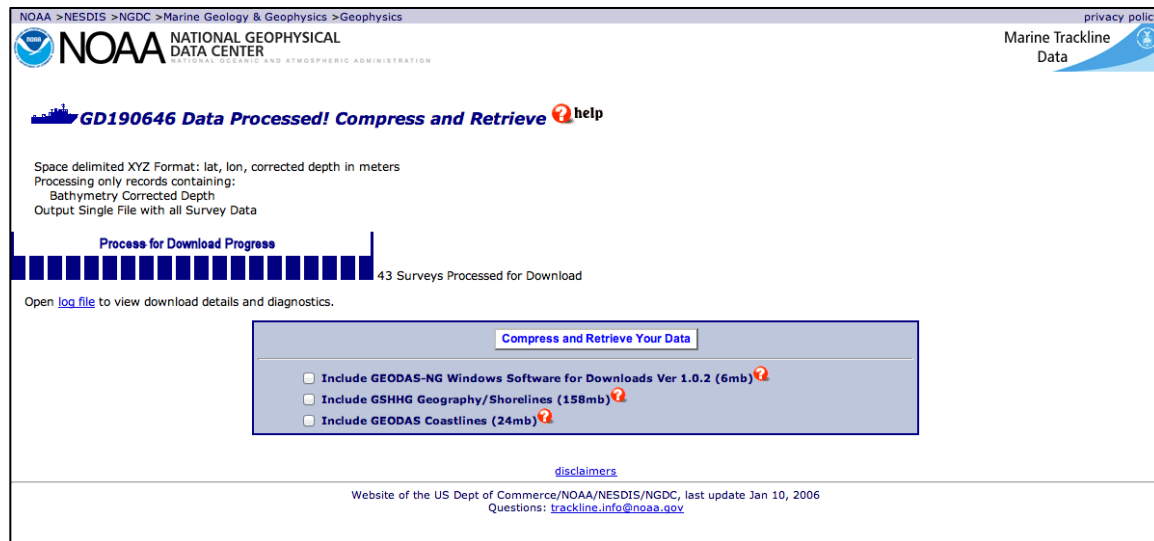 NOAA >NESDIS >NGDC >Marine Geology & Geophysics >Geophysics
privacy polic
NOAA
NOAA
NATIONAL GEOPHYSICAL
DATA CENTER
NATIONAL OCEANIC AND ATMOSPHERIC ADMINISTRATION
Marine Trackline
Data
GD190646 Data Processed! Compress and Retrieve ? help
Space delimited XYZ Format: lat, lon, corrected depth in meters
Processing only records containing:
Bathymetry Corrected Depth
Output Single File with all Survey Data
Process for Download Progress
43 Surveys Processed for Download
Open log file to view download details and diagnostics.
Compress and Retrieve Your Data
Include GEODAS-NG Windows Software for Downloads Ver 1.0.2 (6mb) ?
Include GSHHG Geography/Shorelines (158mb) ?
Include GEODAS Coastlines (24mb) ?
disclaimers
Website of the US Dept of Commerce/NOAA/NESDIS/NGDC, last update Jan 10, 2006
Questions: trackline.info@noaa.gov